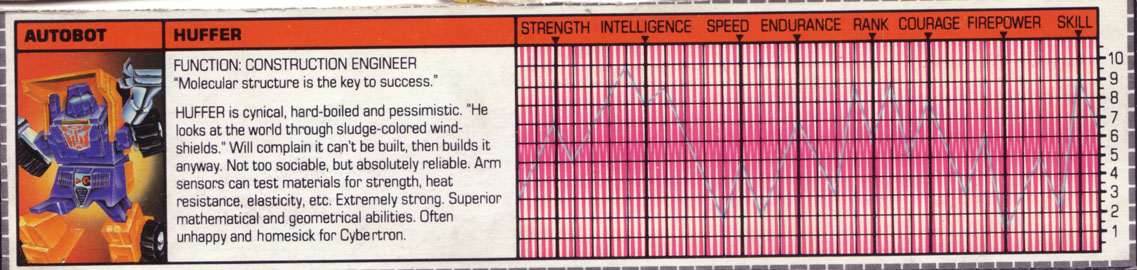 AUTOBOT
HUFFER
FUNCTION: CONSTRUCTION ENGINEER
"Molecular structure is the key to success."
HUFFER is cynical, hard-boiled and pessimistic. "He
looks at the world through sludge-colored wind-
shields." Will complain it can't be built, then builds it
anyway. Not too sociable, but absolutely reliable. Arm
sensors can test materials for strength, heat
resistance, elasticity, etc. Extremely strong. Superior
mathematical and geometrical abilities. Often
unhappy and homesick for Cybertron.
STRENGTH INTELLIGENCE SPEED ENDURANCE RANK COURAGE FIREPOWER SKILL
10
9
8
7
6
5
4
3
2
1